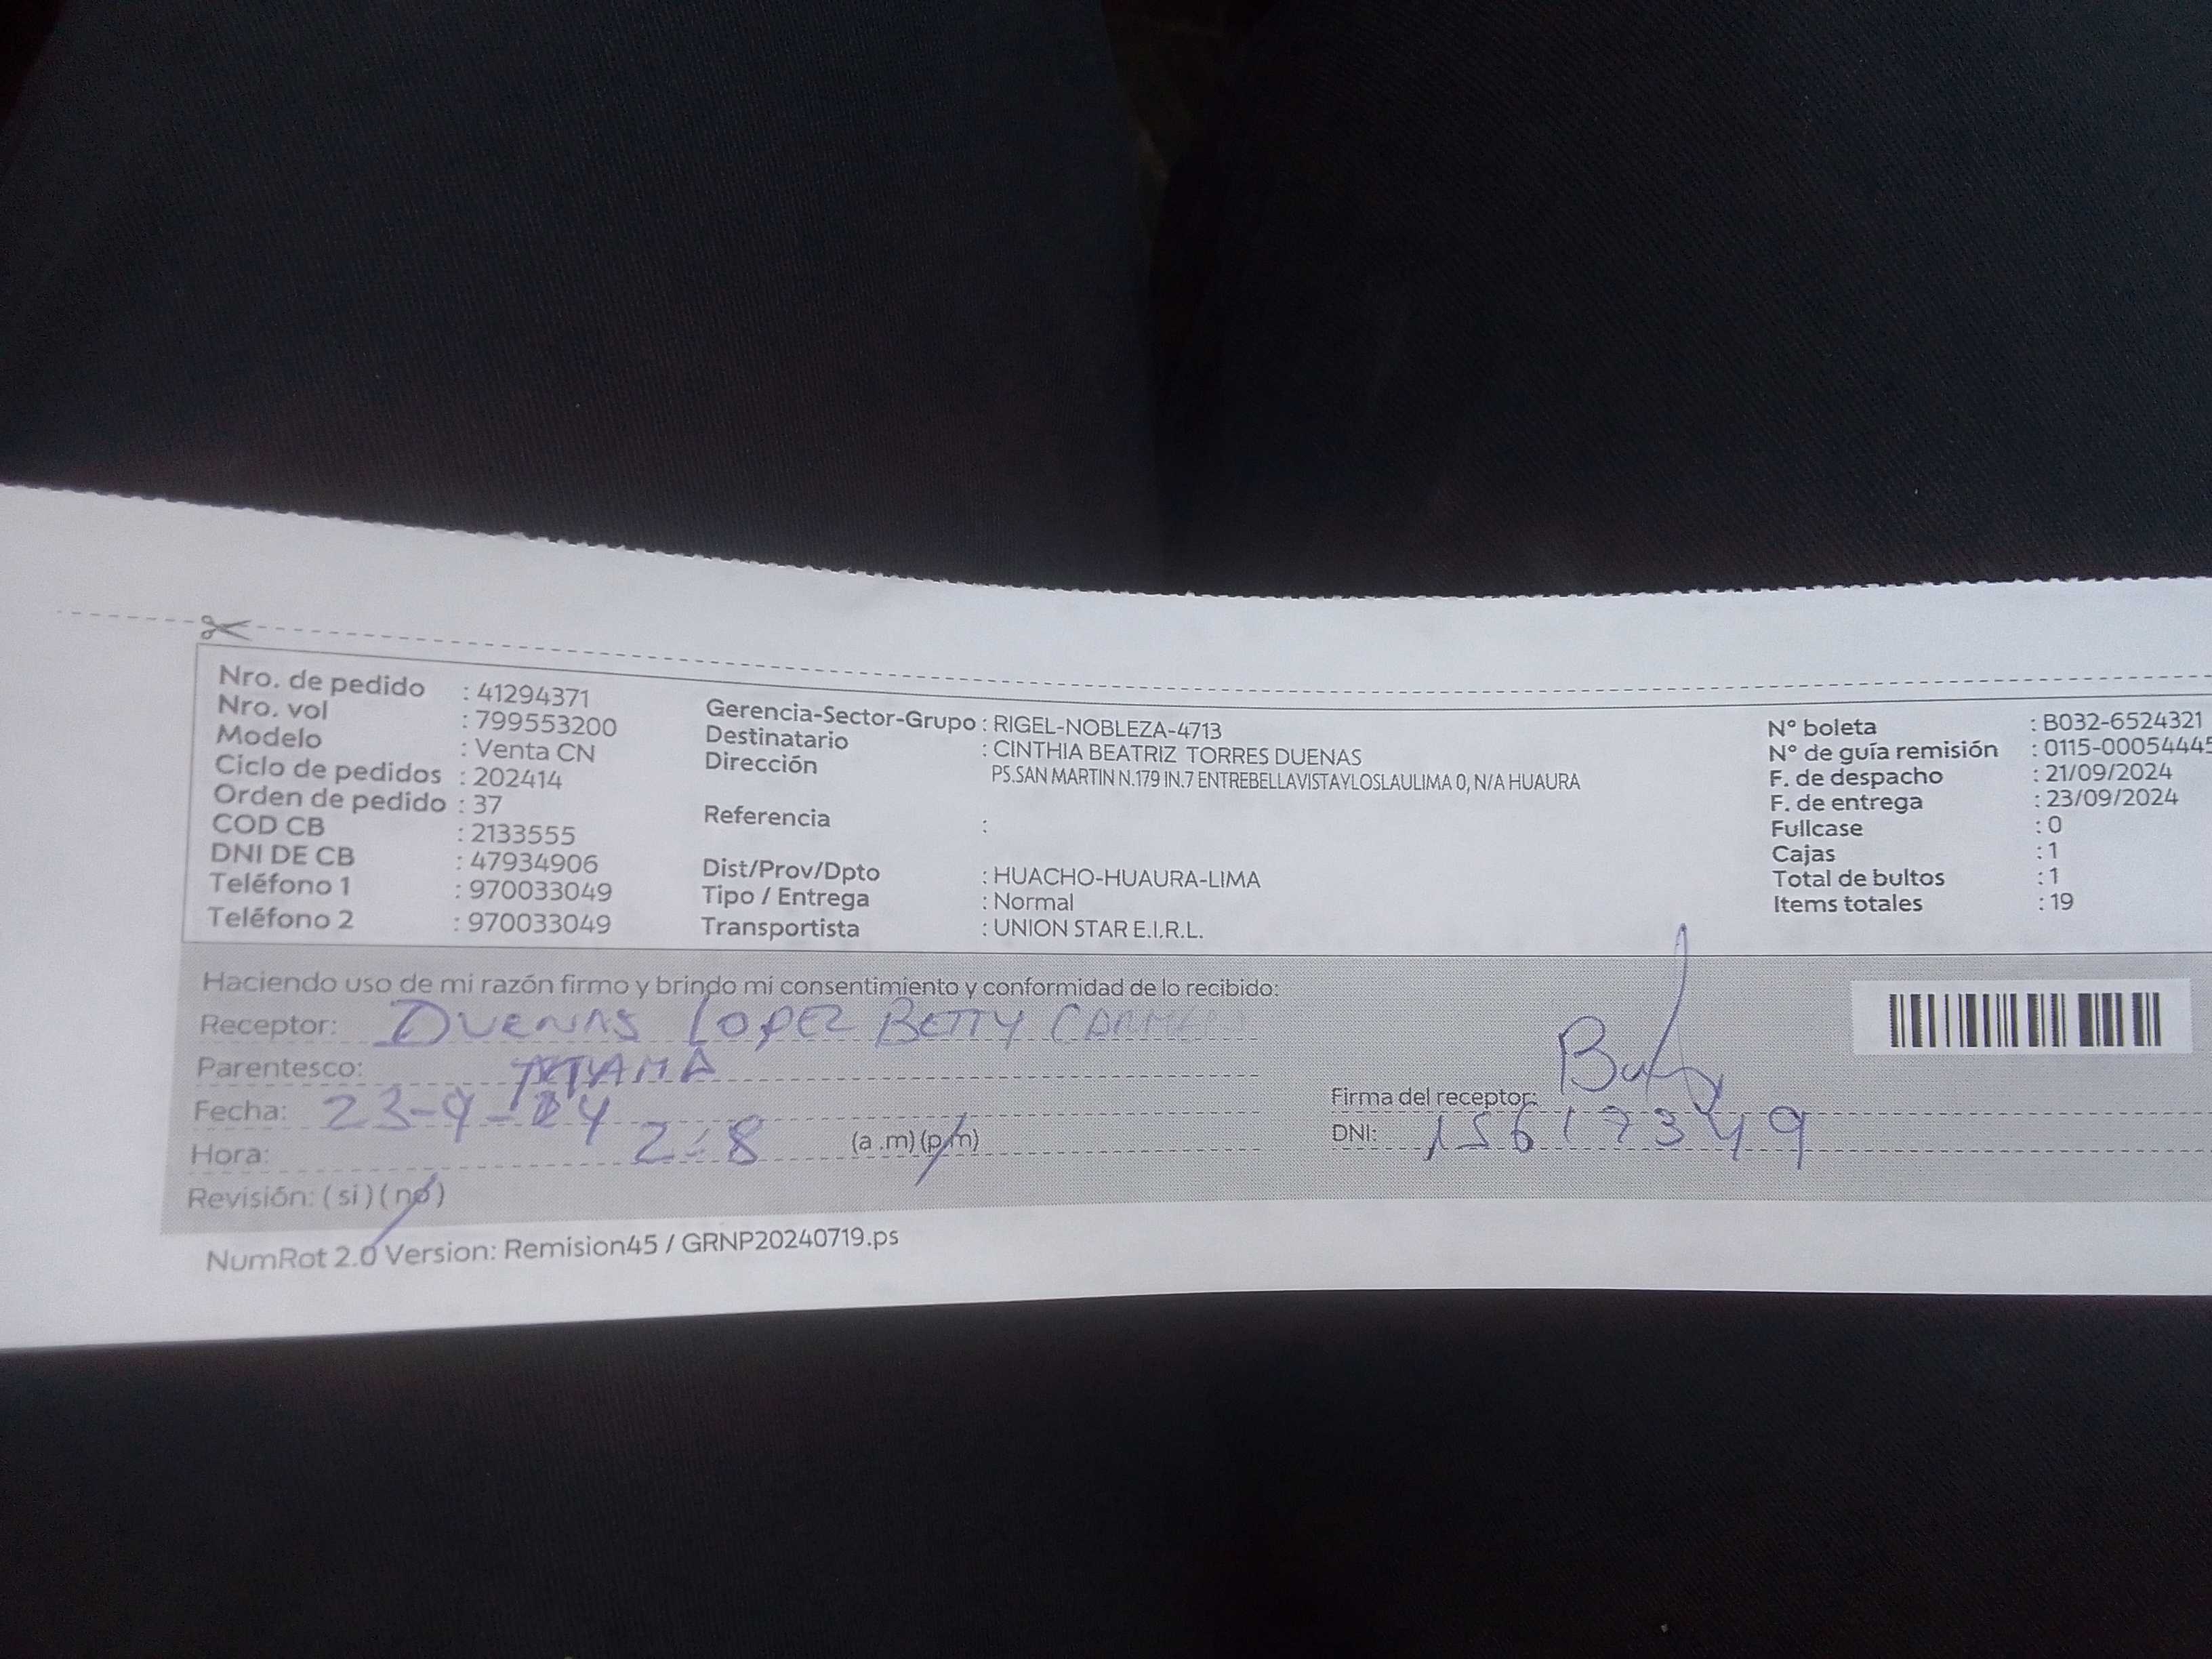 Nro. de pedido : 41294371
Nro. vol : 799553200
Modelo : Venta CN
Ciclo de pedidos : 202414
Orden de pedido : 37
COD CB : 2133555
DNI DE CB : 47934906
Teléfono 1 : 970033049
Teléfono 2 : 970033049
Gerencia-Sector-Grupo : RIGEL-NOBLEZA-4713
Destinatario : CINTHIA BEATRIZ TORRES DUENAS
Dirección PS.SAN MARTIN N.179 IN.7 ENTREBELLAVISTAYLOSLAULIMA 0, N/A HUAURA
Referencia :
Dist/Prov/Dpto : HUACHO-HUAURA-LIMA
Tipo / Entrega : Normal
Transportista : UNION STAR E.I.R.L.
N° boleta : B032-6524321
N° de guía remisión : 0115-00054445
F. de despacho : 21/09/2024
F. de entrega : 23/09/2024
Fullcase : 0
Cajas : 1
Total de bultos : 1
Items totales : 19
Haciendo uso de mi razón firmo y brindo mi consentimiento y conformidad de lo recibido:
Receptor: DUENAS LOPEZ BETTY
Parentesco:
Fecha: 23-9-24
Hora: 2:8 (a.m) (p.m)
Revisión: (si) (no)
Firma del receptor:
DNI: 15617349
NumRot 2.0 Version: Remision45 / GRNP20240719.ps